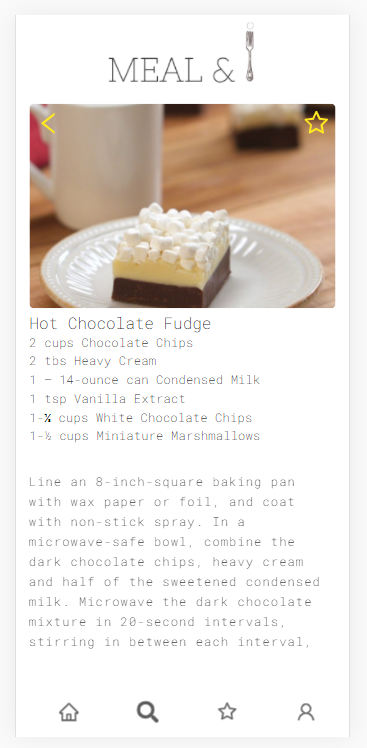 MEAL &
Hot Chocolate Fudge
2 cups Chocolate Chips
2 tbs Heavy Cream
1 – 14-ounce can Condensed Milk
1 tsp Vanilla Extract
1-¾ cups White Chocolate Chips
1-½ cups Miniature Marshmallows
Line an 8-inch-square baking pan
with wax paper or foil, and coat
with non-stick spray. In a
microwave-safe bowl, combine the
dark chocolate chips, heavy cream
and half of the sweetened condensed
milk. Microwave the dark chocolate
mixture in 20-second intervals,
stirring in between each interval,